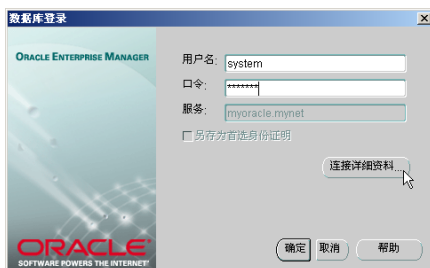 数据库登录
ORACLE ENTERPRISE MANAGER
用户名: system
口令: *******
服务: myoracle.mynet
另存为首选身份证明
连接详细资料...
ORACLE
SOFTWARE POWERS THE INTERNET
确定 取消 帮助